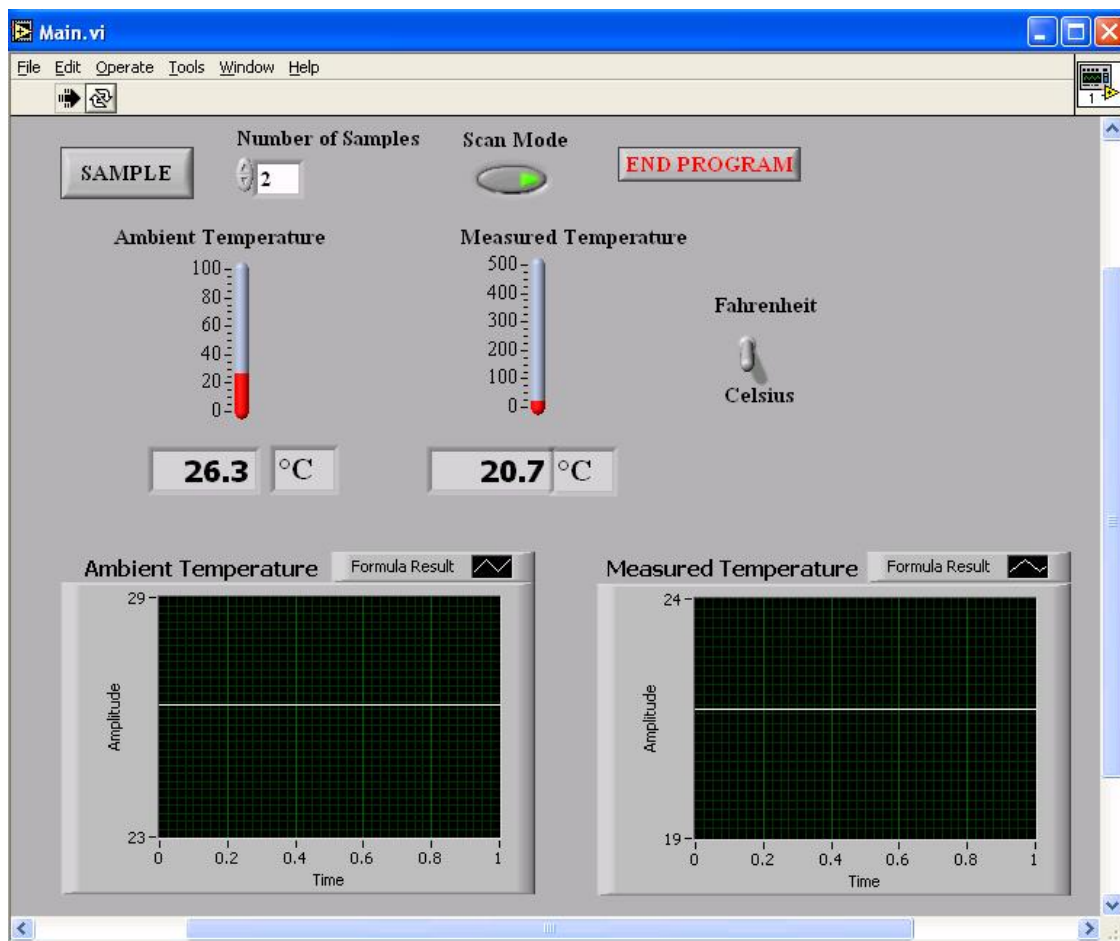 Main.vi
File Edit Operate Tools Window Help
1
Number of Samples
Scan Mode
SAMPLE
2
END PROGRAM
Ambient Temperature
Measured Temperature
100
80
60
40
20
0
500
400
300
200
100
0
Fahrenheit
Celsius
26.3 °C
20.7 °C
Ambient Temperature
Formula Result
29
23
Amplitude
0 0.2 0.4 0.6 0.8 1
Time
Measured Temperature
Formula Result
24
19
Amplitude
0 0.2 0.4 0.6 0.8 1
Time